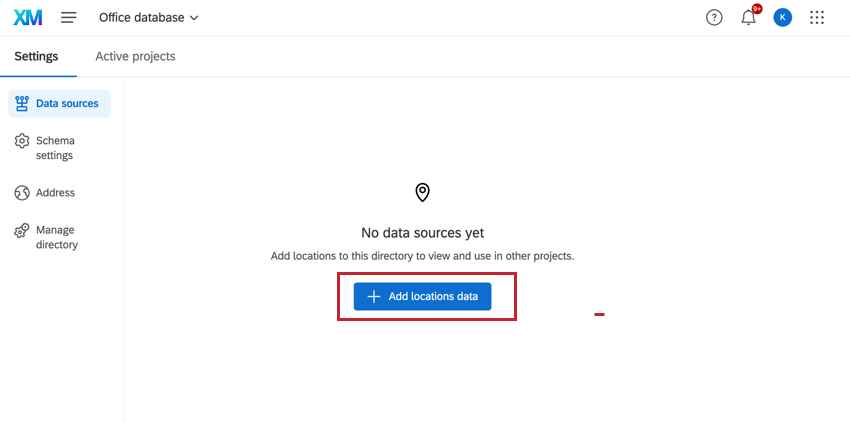 XM
Office database
?
9+
K
Settings
Active projects
Data sources
Schema
settings
Address
Manage
directory
No data sources yet
Add locations to this directory to view and use in other projects.
Add locations data